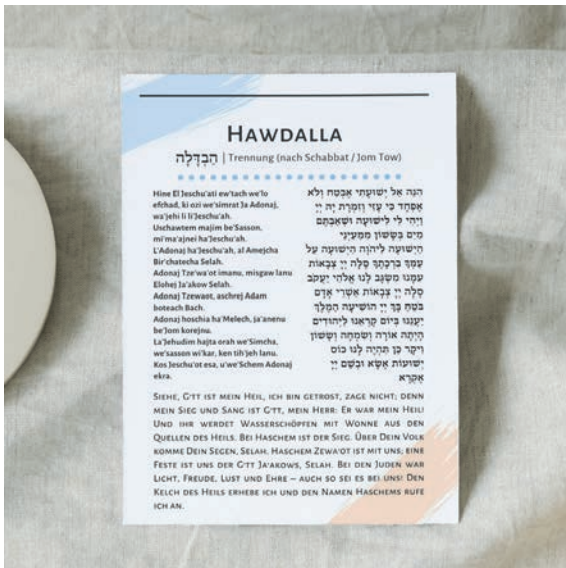 HAWDALLA
הַבְדָּלָה | Trennung (nach Schabbat / Jom Tow)
Hine El Jeschu'ati ew'tach we'lo
efchad, ki ozi we'simrat Ja Adonaj,
wa'jehi li li'Jeschu'ah.
Uschawtem majim be'Sasson,
mi'ma'ajnei ha'Jeschu'ah.
L'Adonaj ha'Jeschu'ah, al Amejcha
Bir'chatecha Selah.
Adonaj Tze'wa'ot imanu, misgaw lanu
Elohej Ja'akow Selah.
Adonaj Tzewaot, aschrej Adam
boteach Bach.
Adonaj hoschia ha'Melech, ja'anenu
be'Jom korejnu.
La'Jehudim hajta orah we'Simcha,
we'sasson wi'kar, ken tih'jeh lanu.
Kos Jeschu'ot esa, u'we'Schem Adonaj
ekra.
הִנֵּה אֵל יְשׁוּעָתִי אֶבְטַח וְלֹא
אֶפְחָד כִּי עָזִּי וְזִמְרָת יָהּ יְיָ
וַיְהִי לִי לִישׁוּעָה וּשְׁאַבְתֶּם
מַיִם בְּשָׂשׂוֹן מִמַּעַיְנֵי
הַיְשׁוּעָה לַיהוָה הַיְשׁוּעָה עַל
עַמְּךָ בִרְכָתֶךָ סֶּלָה יְיָ צְבָאוֹת
עִמָּנוּ מִשְׂגָּב לָנוּ אֱלֹהֵי יַעֲקֹב
סֶלָה יְיָ צְבָאוֹת אַשְׁרֵי אָדָם
בֹּטֵחַ בָּךְ יְיָ הוֹשִׁיעָה הַמֶּלֶךְ
יַעֲנֵנוּ בְיוֹם קָרְאֵנוּ לַיְּהוּדִים
הָיְתָה אוֹרָה וְשִׂמְחָה וְשָׂשׂוֹן
וִיקָר כֵּן תִּהְיֶה לָּנוּ כּוֹס
יְשׁוּעוֹת אֶשָּׂא וּבְשֵׁם יְיָ
אֶקְרָא
SIEHE, G'TT IST MEIN HEIL, ICH BIN GETROST, ZAGE NICHT; DENN
MEIN SIEG UND SANG IST G'TT, MEIN HERR: ER WAR MEIN HEIL!
UND IHR WERDET WASSERSCHÖPFEN MIT WONNE AUS DEN
QUELLEN DES HEILS. BEI HASCHEM IST DER SIEG. ÜBER DEIN VOLK
KOMME DEIN SEGEN, SELAH. HASCHEM ZEWA'OT IST MIT UNS; EINE
FESTE IST UNS DER G'TT JA'AKOWS, SELAH. BEI DEN JUDEN WAR
LICHT, FREUDE, LUST UND EHRE – AUCH SO SEI ES BEI UNS! DEN
KELCH DES HEILS ERHEBE ICH UND DEN NAMEN HASCHEMS RUFE
ICH AN.